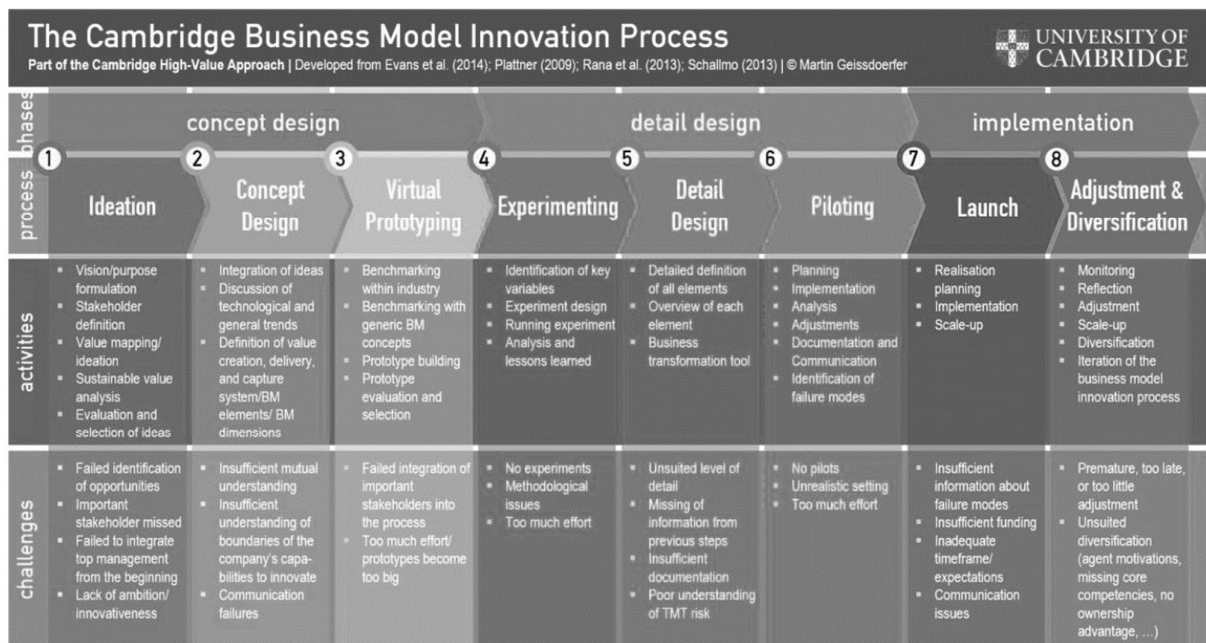 The Cambridge Business Model Innovation Process
Part of the Cambridge High-Value Approach | Developed from Evans et al. (2014); Plattner (2009); Rana et al. (2013); Schallmo (2013) | © Martin Geissdoerfer
UNIVERSITY OF
CAMBRIDGE
phases
concept design
detail design
implementation
process
1
Ideation
2
Concept
Design
3
Virtual
Prototyping
4
Experimenting
5
Detail
Design
6
Piloting
7
Launch
8
Adjustment &
Diversification
activities
▪ Vision/purpose
formulation
▪ Stakeholder
definition
▪ Value mapping/
ideation
▪ Sustainable value
analysis
▪ Evaluation and
selection of ideas
▪ Integration of ideas
▪ Discussion of
technological and
general trends
▪ Definition of value
creation, delivery,
and capture
system/BM
elements/ BM
dimensions
▪ Benchmarking
within industry
▪ Benchmarking with
generic BM
concepts
▪ Prototype building
▪ Prototype
evaluation and
selection
▪ Identification of key
variables
▪ Experiment design
▪ Running experiment
▪ Analysis and
lessons learned
▪ Detailed definition
of all elements
▪ Overview of each
element
▪ Business
transformation tool
▪ Planning
▪ Implementation
▪ Analysis
▪ Adjustments
▪ Documentation and
Communication
▪ Identification of
failure modes
▪ Realisation
planning
▪ Implementation
▪ Scale-up
▪ Monitoring
▪ Reflection
▪ Adjustment
▪ Scale-up
▪ Diversification
▪ Iteration of the
business model
innovation process
challenges
▪ Failed identification
of opportunities
▪ Important
stakeholder missed
▪ Failed to integrate
top management
from the beginning
▪ Lack of ambition/
innovativeness
▪ Insufficient mutual
understanding
▪ Insufficient
understanding of
boundaries of the
company's capa-
bilities to innovate
▪ Communication
failures
▪ Failed integration of
important
stakeholders into
the process
▪ Too much effort/
prototypes become
too big
▪ No experiments
▪ Methodological
issues
▪ Too much effort
▪ Unsuited level of
detail
▪ Missing of
information from
previous steps
▪ Insufficient
documentation
▪ Poor understanding
of TMT risk
▪ No pilots
▪ Unrealistic setting
▪ Too much effort
▪ Insufficient
information about
failure modes
▪ Insufficient funding
▪ Inadequate
timeframe/
expectations
▪ Communication
issues
▪ Premature, too late,
or too little
adjustment
▪ Unsuited
diversification
(agent motivations,
missing core
competencies, no
ownership
advantage, ...)